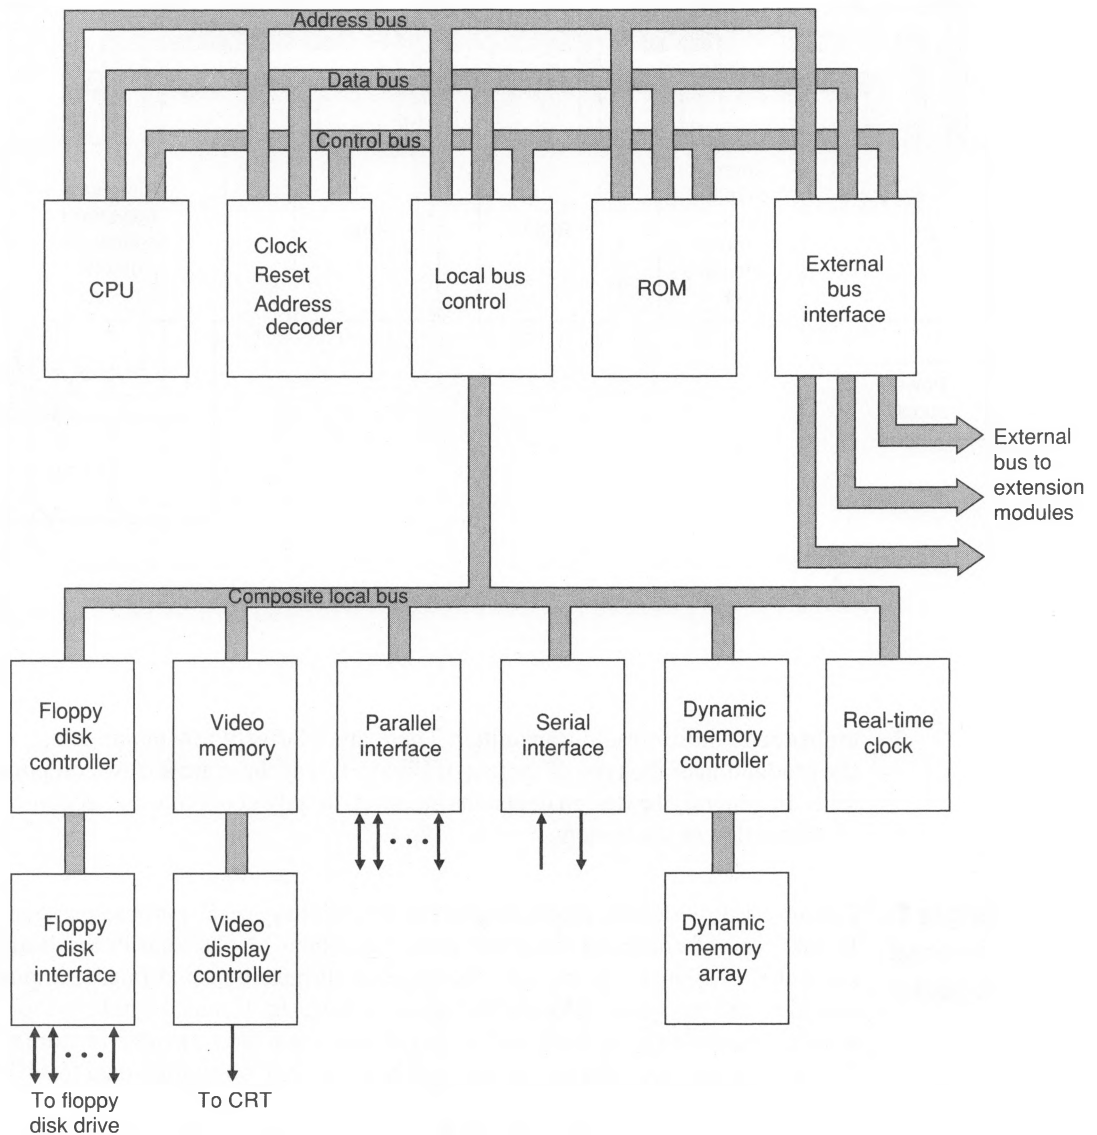 Address bus
Data bus
Control bus
CPU
Clock
Reset
Address
decoder
Local bus
control
ROM
External
bus
interface
External
bus to
extension
modules
Composite local bus
Floppy
disk
controller
Video
memory
Parallel
interface
Serial
interface
Dynamic
memory
controller
Real-time
clock
Floppy
disk
interface
Video
display
controller
Dynamic
memory
array
To floppy
disk drive
To CRT